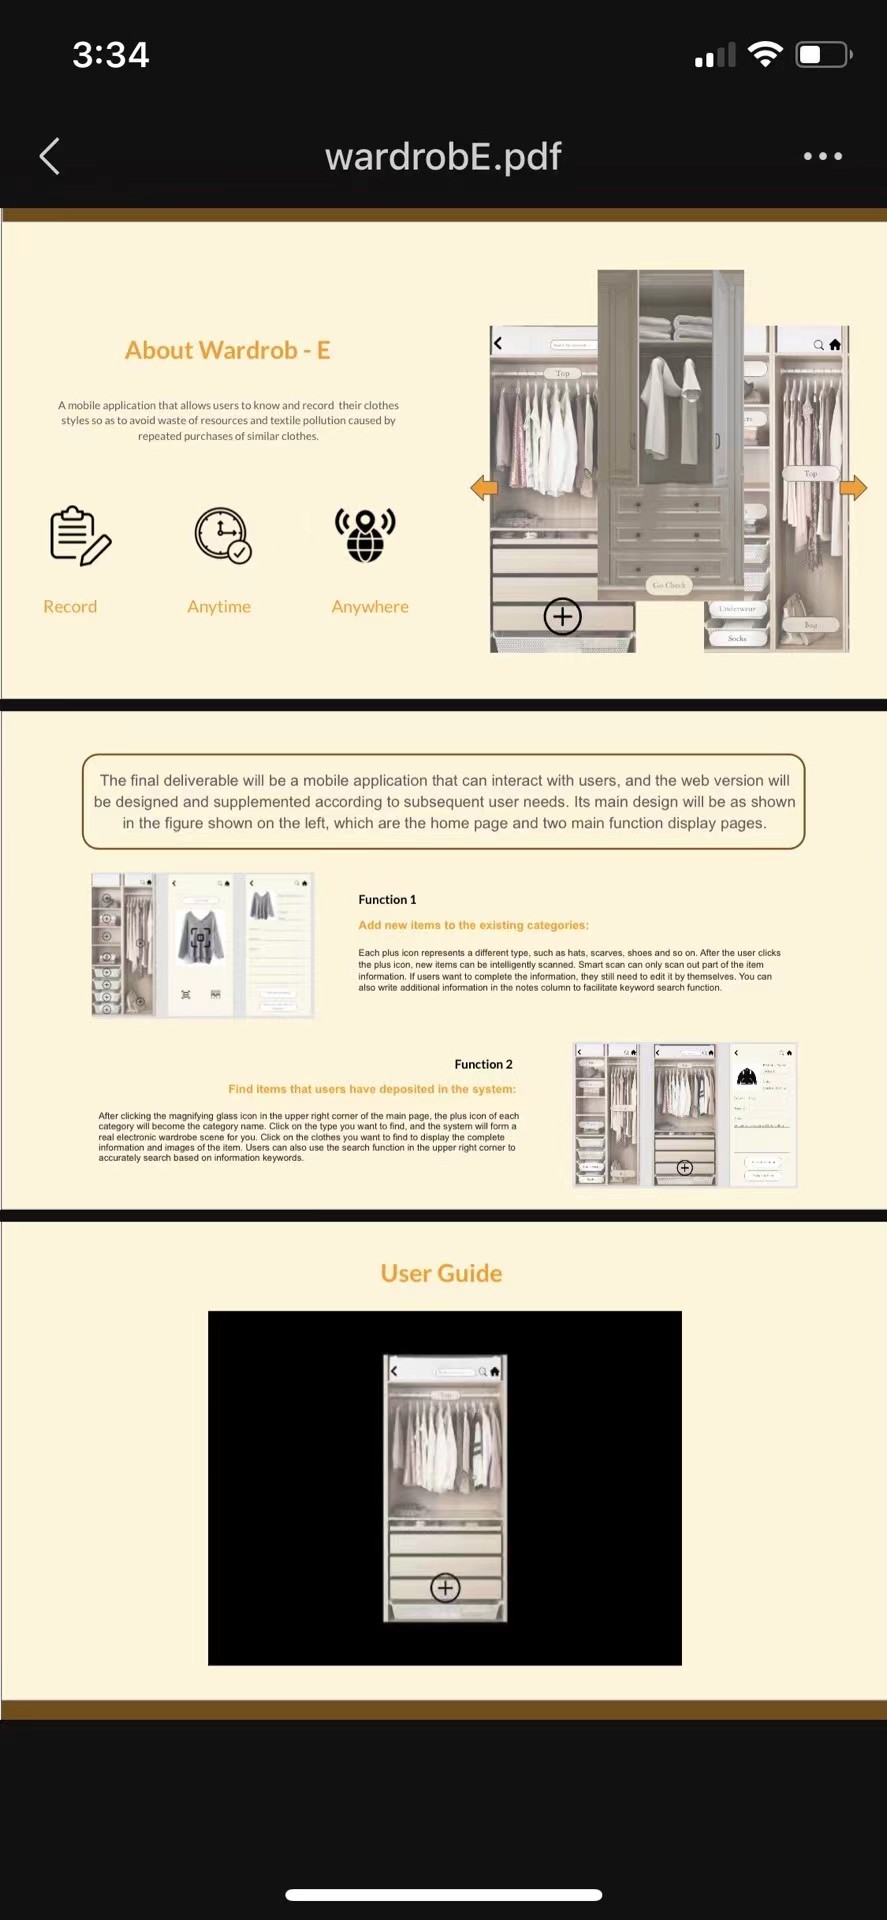 3:34
wardrobE.pdf
About Wardrob - E
A mobile application that allows users to know and record their clothes
styles so as to avoid waste of resources and textile pollution caused by
repeated purchases of similar clothes.
Record
Anytime
Anywhere
Top
Top
Go Check
Underwear
Socks
Bag
The final deliverable will be a mobile application that can interact with users, and the web version will
be designed and supplemented according to subsequent user needs. Its main design will be as shown
in the figure shown on the left, which are the home page and two main function display pages.
Function 1
Add new items to the existing categories:
Each plus icon represents a different type, such as hats, scarves, shoes and so on. After the user clicks
the plus icon, new items can be intelligently scanned. Smart scan can only scan out part of the item
information. If users want to complete the information, they still need to edit it by themselves. You can
also write additional information in the notes column to facilitate keyword search function.
Function 2
Find items that users have deposited in the system:
After clicking the magnifying glass icon in the upper right corner of the main page, the plus icon of each
category will become the category name. Click on the type you want to find, and the system will form a
real electronic wardrobe scene for you. Click on the clothes you want to find to display the complete
information and images of the item. Users can also use the search function in the upper right corner to
accurately search based on information keywords.
User Guide
Top